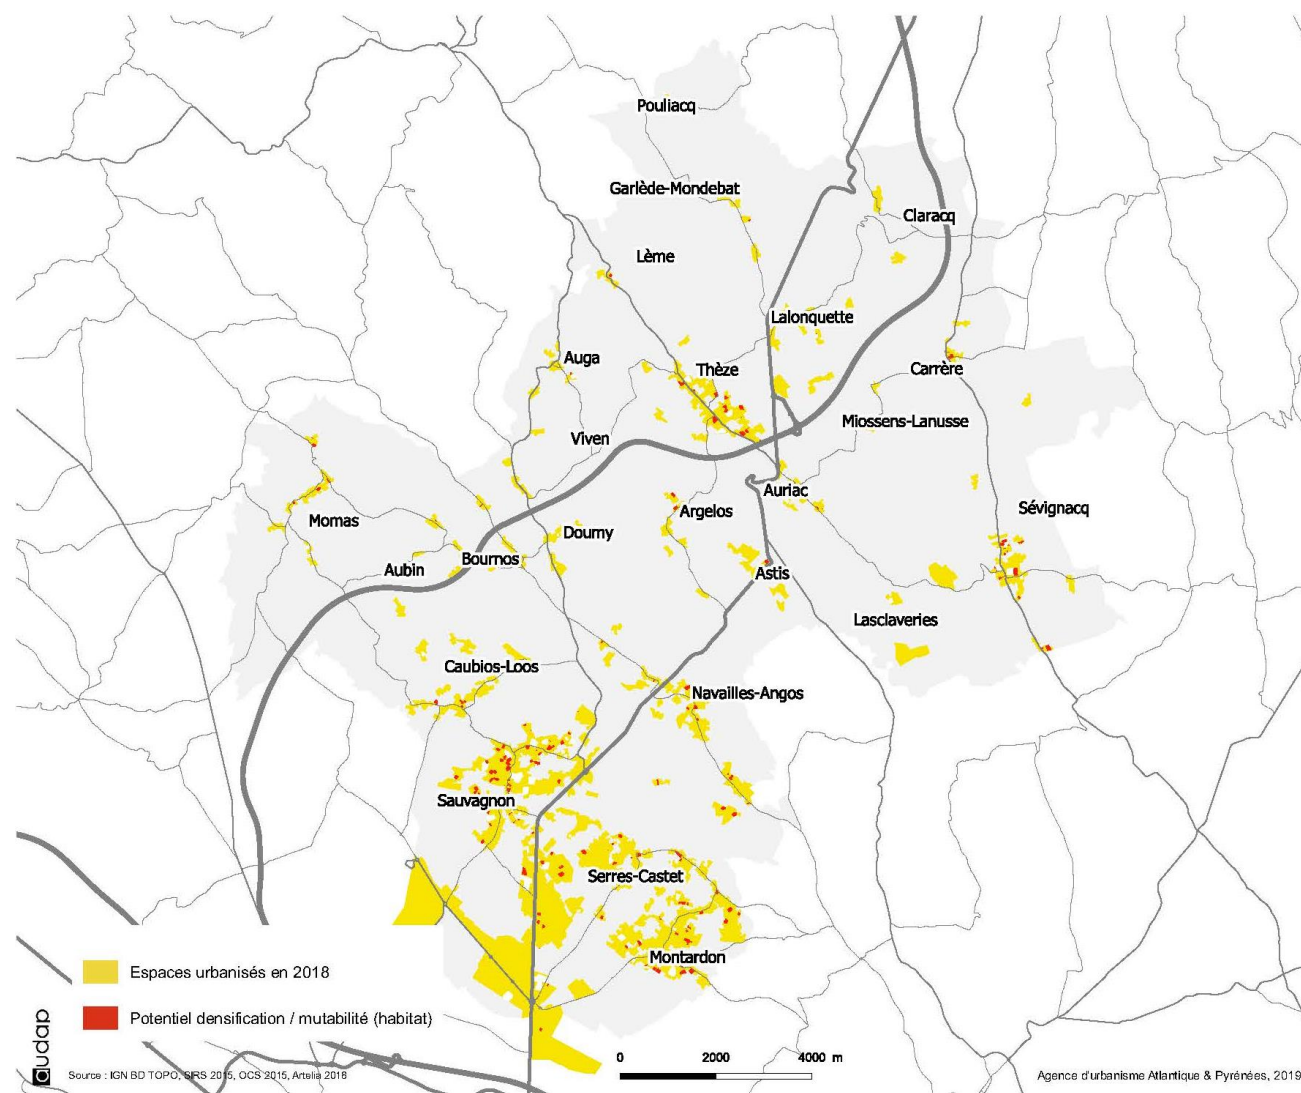 Pouliacq
Garlède-Mondebat
Claracq
Lème
Lalonquette
Auga
Thèze
Carrère
Miossens-Lanusse
Viven
Auriac
Sévignacq
Momas
Argelos
Doumy
Bournos
Aubin
Astis
Lasclaveries
Caubios-Loos
Navailles-Angos
Sauvagnon
Serres-Castet
Montardon
Espaces urbanisés en 2018
Potentiel densification / mutabilité (habitat)
audap
0 2000 4000 m
Source : IGN BD TOPO, SIRS 2015, OCS 2015, Artelia 2018
Agence d'urbanisme Atlantique & Pyrénées, 2019